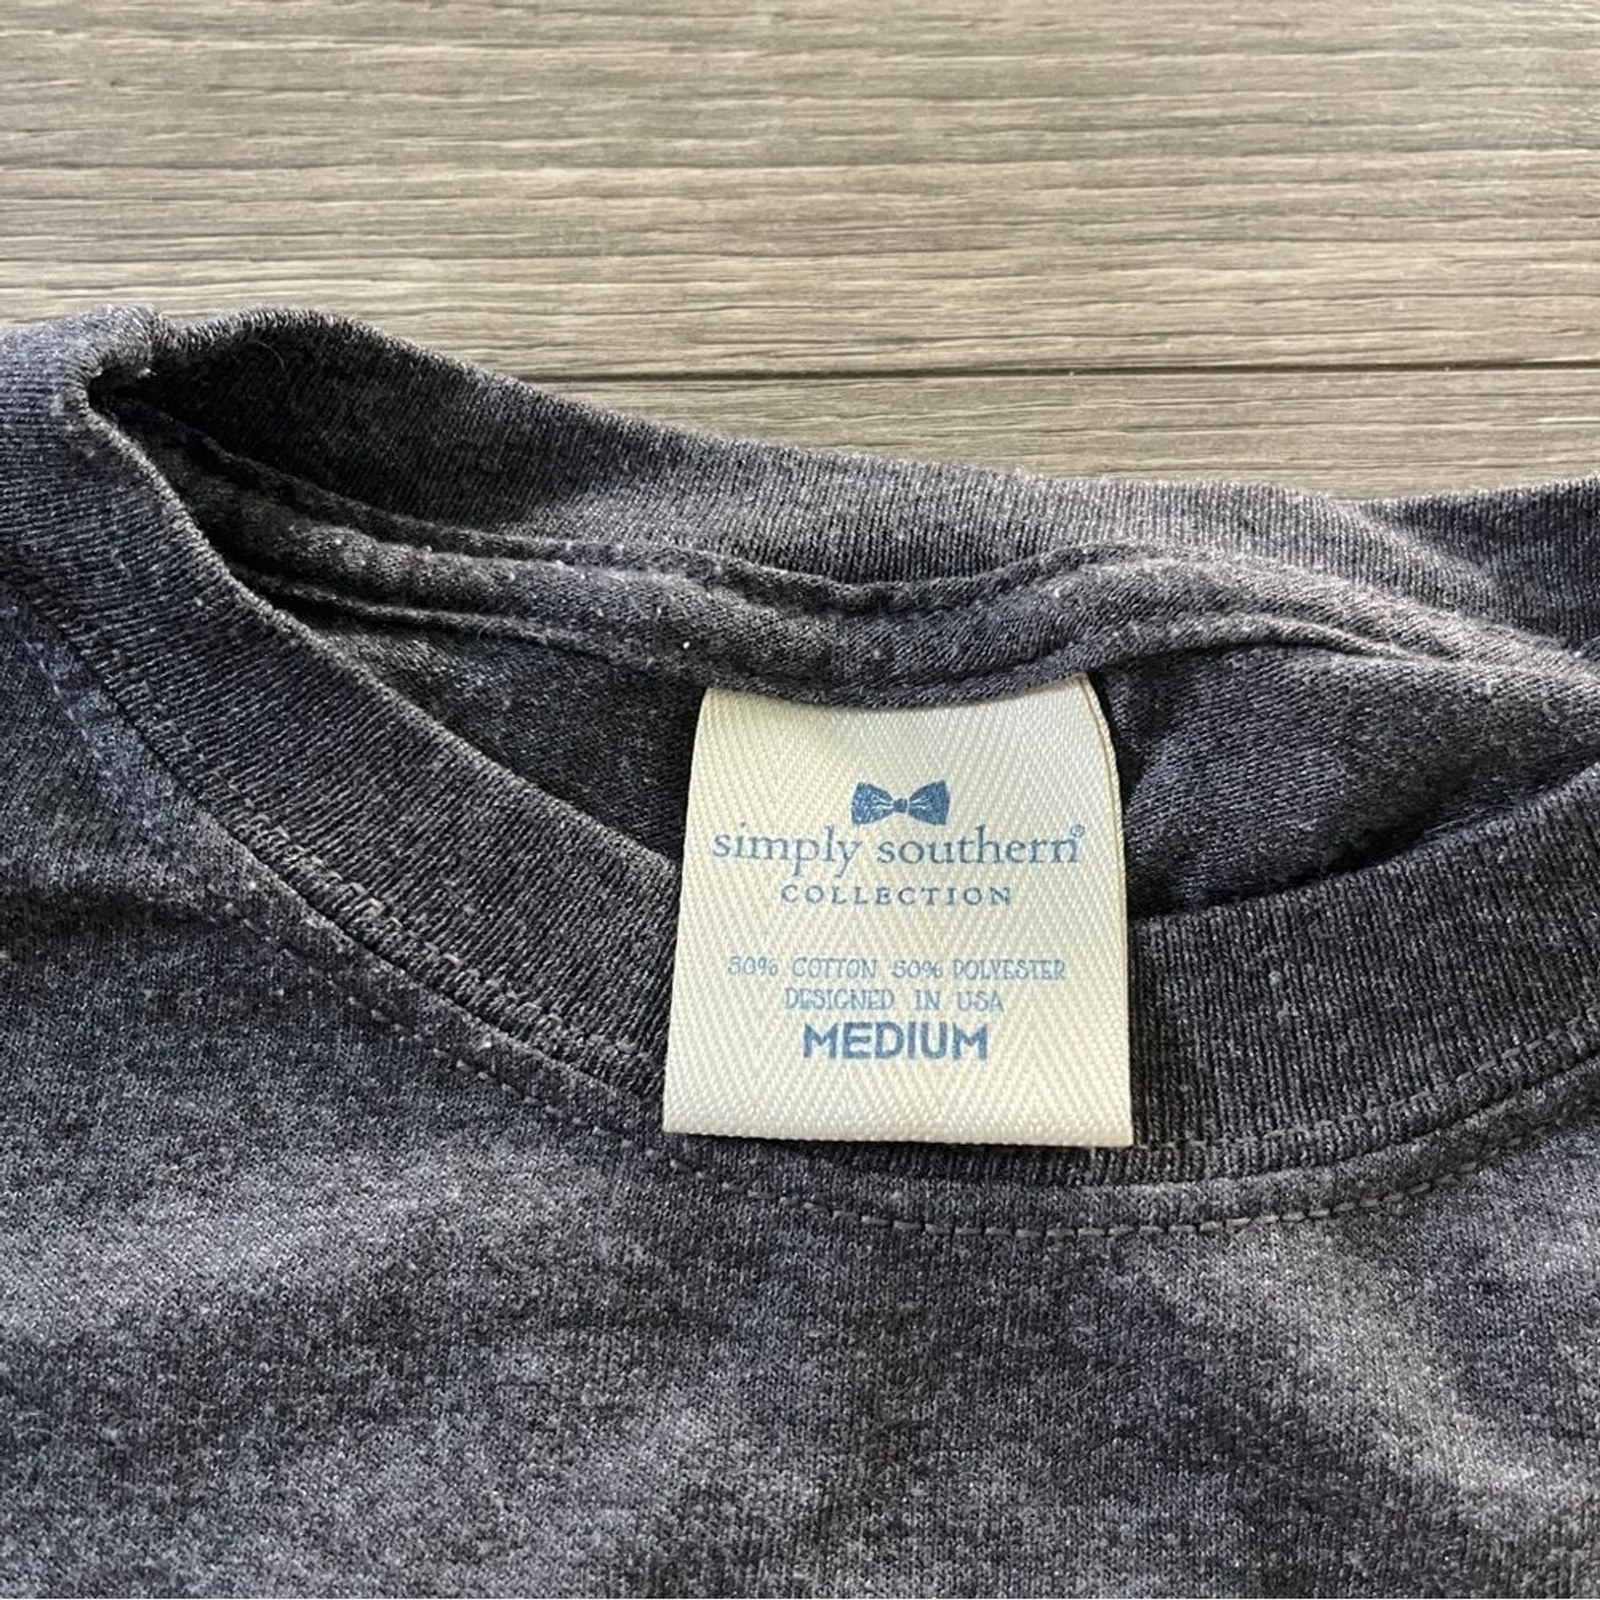 simply southern®
COLLECTION
50% COTTON 50% POLYESTER
DESIGNED IN USA
MEDIUM